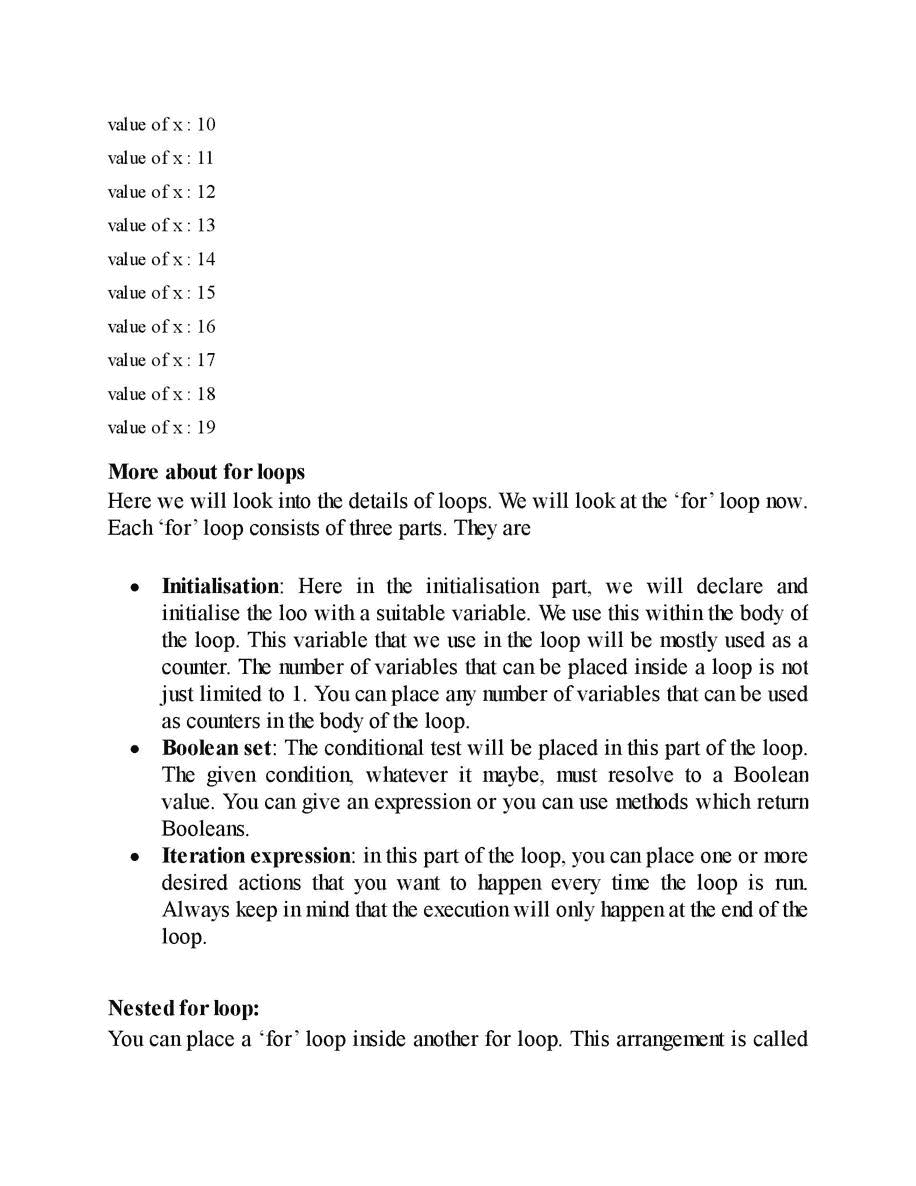 value of x : 10
value of x : 11
value of x : 12
value of x : 13
value of x : 14
value of x : 15
value of x : 16
value of x : 17
value of x : 18
value of x : 19
More about for loops
Here we will look into the details of loops. We will look at the ‘for’ loop now.
Each ‘for’ loop consists of three parts. They are
• Initialisation: Here in the initialisation part, we will declare and
initialise the loo with a suitable variable. We use this within the body of
the loop. This variable that we use in the loop will be mostly used as a
counter. The number of variables that can be placed inside a loop is not
just limited to 1. You can place any number of variables that can be used
as counters in the body of the loop.
• Boolean set: The conditional test will be placed in this part of the loop.
The given condition, whatever it maybe, must resolve to a Boolean
value. You can give an expression or you can use methods which return
Booleans.
• Iteration expression: in this part of the loop, you can place one or more
desired actions that you want to happen every time the loop is run.
Always keep in mind that the execution will only happen at the end of the
loop.
Nested for loop:
You can place a ‘for’ loop inside another for loop. This arrangement is called